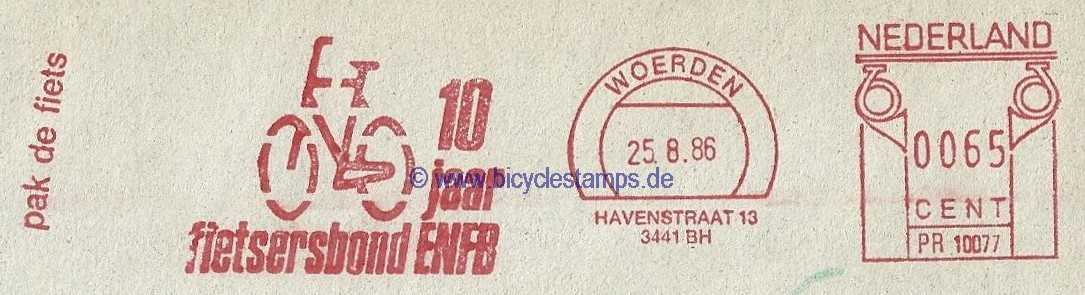 pak de fiets
10
jaar
fietsersbond ENFB
© www.bicyclestamps.de
WOERDEN
25.8.86
HAVENSTRAAT 13
3441 BH
NEDERLAND
0065
CENT
PR 10077